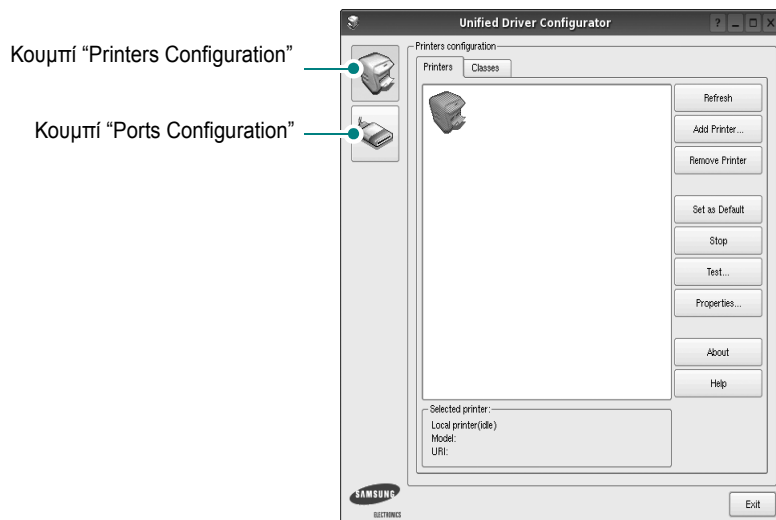 Unified Driver Configurator
Κουμπί “Printers Configuration”
Κουμπί “Ports Configuration”
Printers configuration
Printers
Classes
Refresh
Add Printer...
Remove Printer
Set as Default
Stop
Test...
Properties...
About
Help
Selected printer:
Local printer(idle)
Model:
URI:
SAMSUNG
ELECTRONICS
Exit